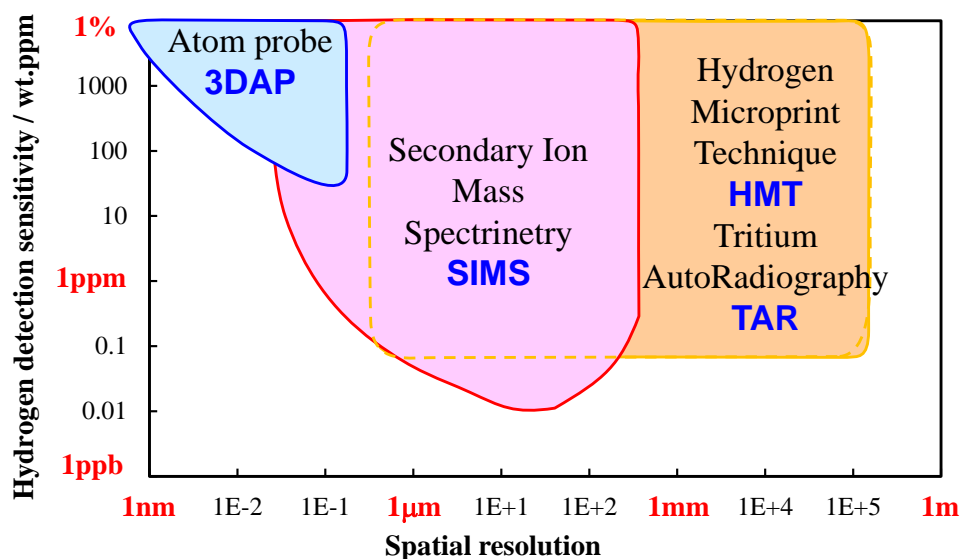 Hydrogen detection sensitivity / wt.ppm
1%
1000
100
10
1ppm
0.1
0.01
1ppb
Atom probe
3DAP
Secondary Ion
Mass
Spectrinetry
SIMS
Hydrogen
Microprint
Technique
HMT
Tritium
AutoRadiography
TAR
1nm 1E-2 1E-1 1μm 1E+1 1E+2 1mm 1E+4 1E+5 1m
Spatial resolution